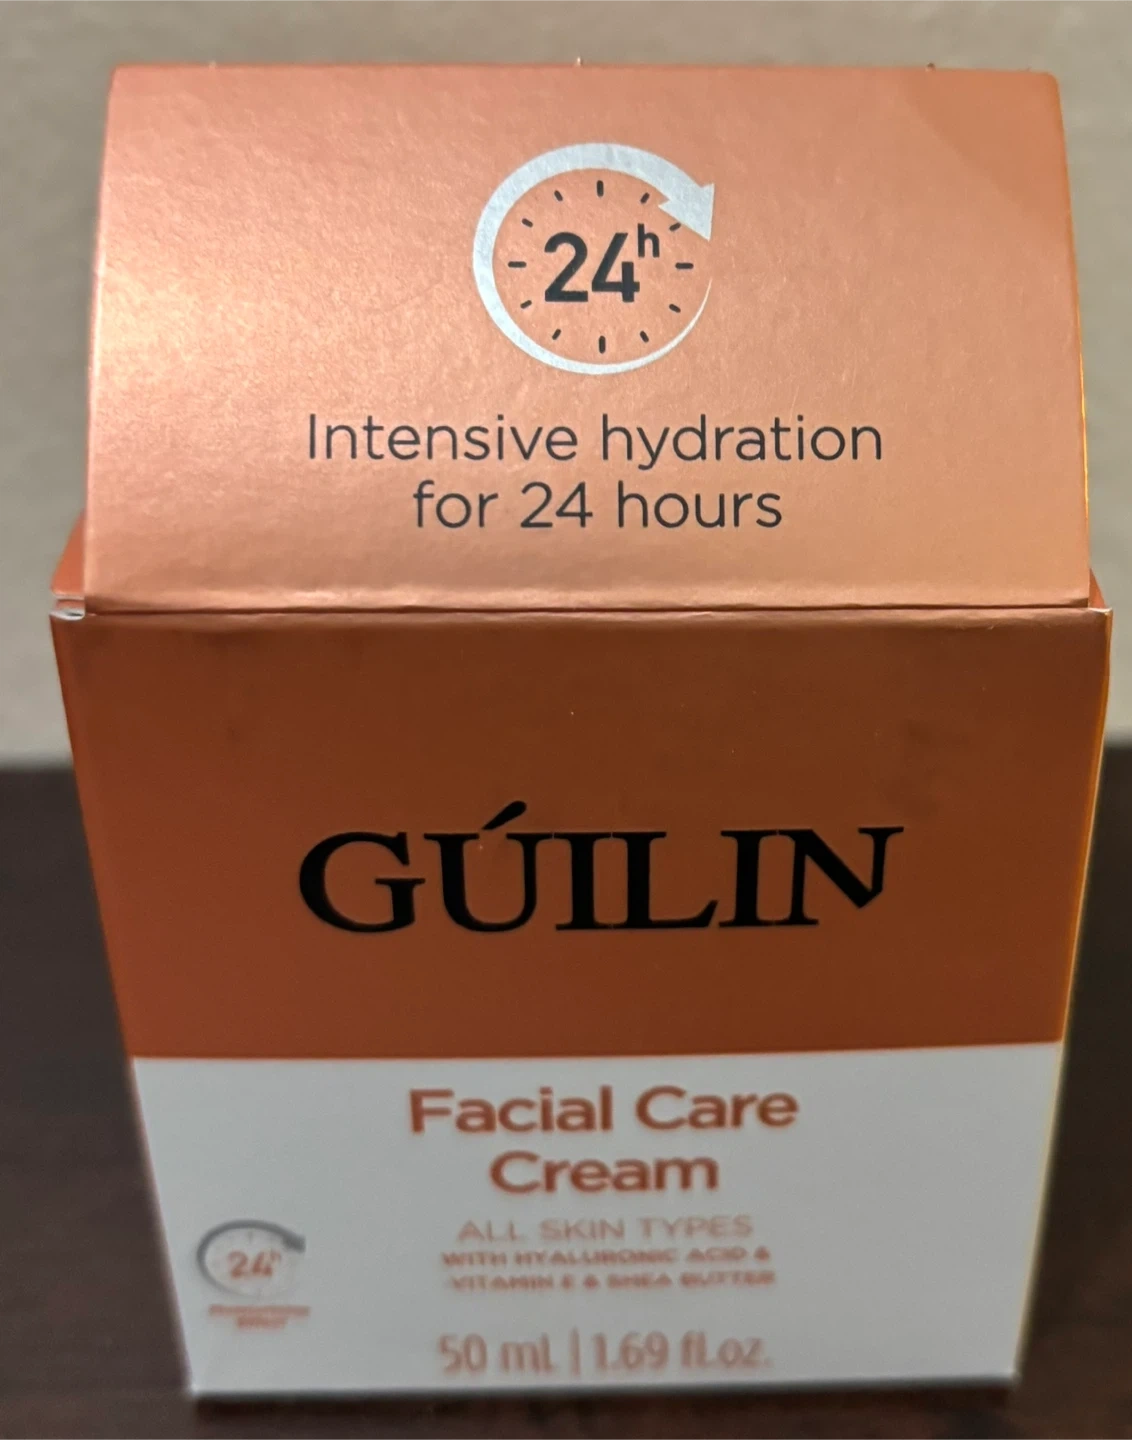 24h
Intensive hydration
for 24 hours
GÚILIN
Facial Care
Cream
ALL SKIN TYPES
WITH HYALURONIC ACID &
VITAMIN E & SHEA BUTTER
24h
50 ml | 1.69 fl.oz.